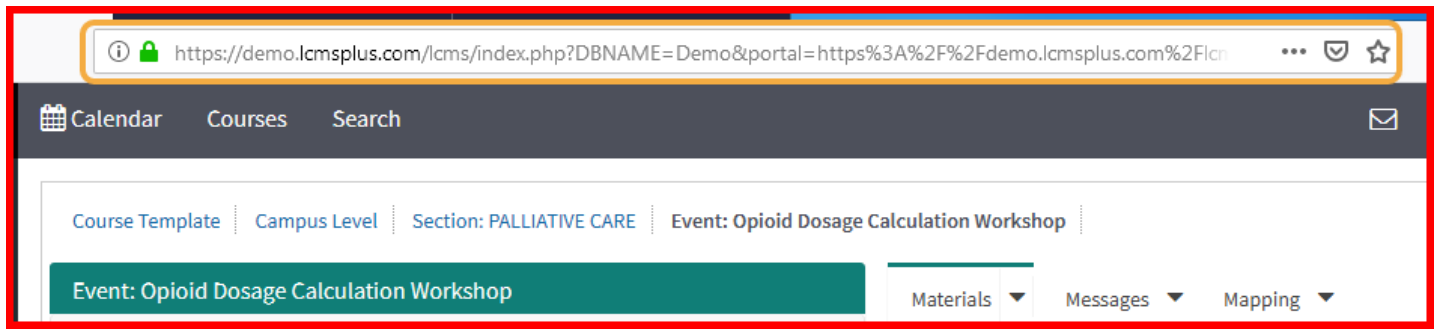 https://demo.lcmsplus.com/lcms/index.php?DBNAME=Demo&portal=https%3A%2F%2Fdemo.lcmsplus.com%2Flcn
Calendar Courses Search
Course Template Campus Level Section: PALLIATIVE CARE Event: Opioid Dosage Calculation Workshop
Event: Opioid Dosage Calculation Workshop
Materials Messages Mapping